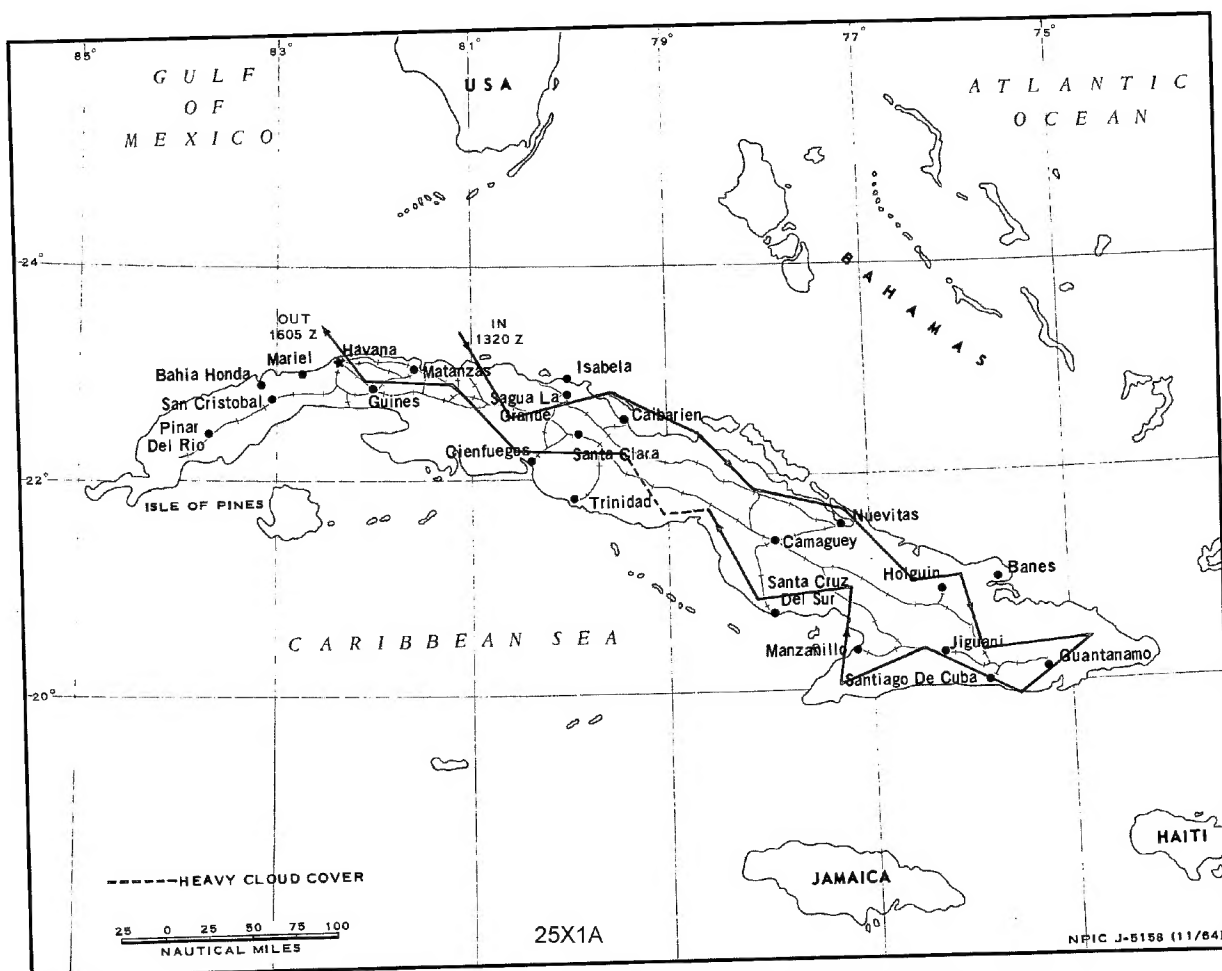 85°
83°
81°
79°
77°
75°
GULF
OF
MEXICO
USA
ATLANTIC
OCEAN
24°
BAHAMAS
OUT
1605 Z
IN
1320 Z
Havana
Mariel
Matanzas
Bahia Honda
Isabela
San Cristobal
Guines
Sagua La
Grande
Caibarien
Pinar
Del Rio
Cienfuegos
Santa Clara
22°
ISLE OF PINES
Trinidad
Nuevitas
Camaguey
Holguin
Banes
Santa Cruz
Del Sur
CARIBBEAN SEA
Manzanillo
Jiguani
Guantanamo
Santiago De Cuba
20°
HAITI
JAMAICA
HEAVY CLOUD COVER
25 0 25 50 75 100
NAUTICAL MILES
25X1A
NPIC J-5158 (11/64)